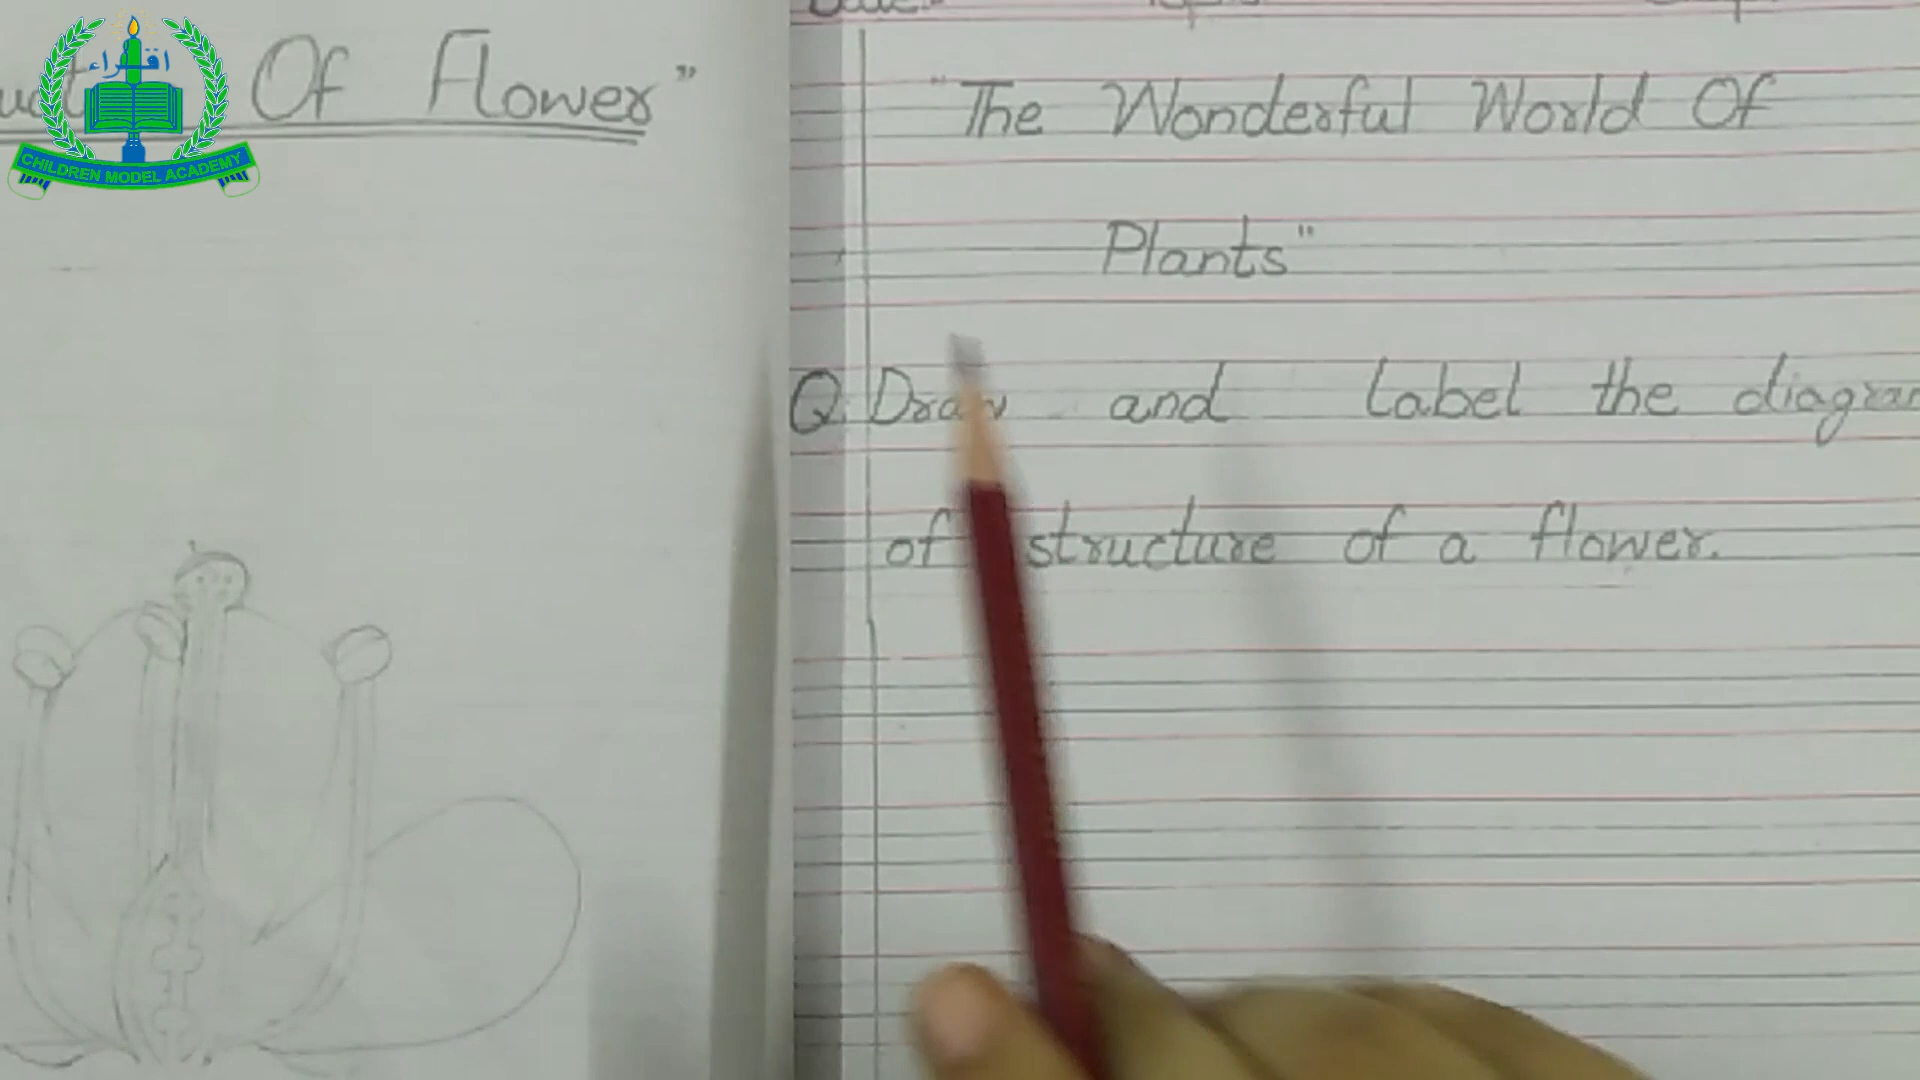 اقراء
CHILDREN MODEL ACADEMY
Of Flower"
"The Wonderful World Of
Plants"
Q. Draw and Label the diagram
of structure of a flower.